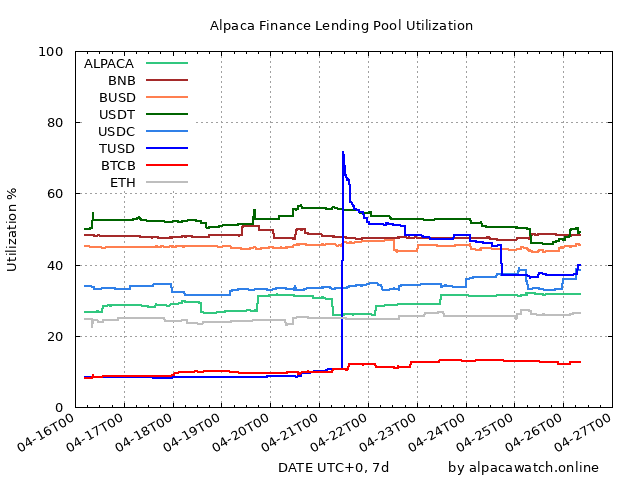 Alpaca Finance Lending Pool Utilization
100
80
60
40
20
0
Utilization %
ALPACA
BNB
BUSD
USDT
USDC
TUSD
BTCB
ETH
04-16T00
04-17T00
04-18T00
04-19T00
04-20T00
04-21T00
04-22T00
04-23T00
04-24T00
04-25T00
04-26T00
04-27T00
DATE UTC+0, 7d
by alpacawatch.online